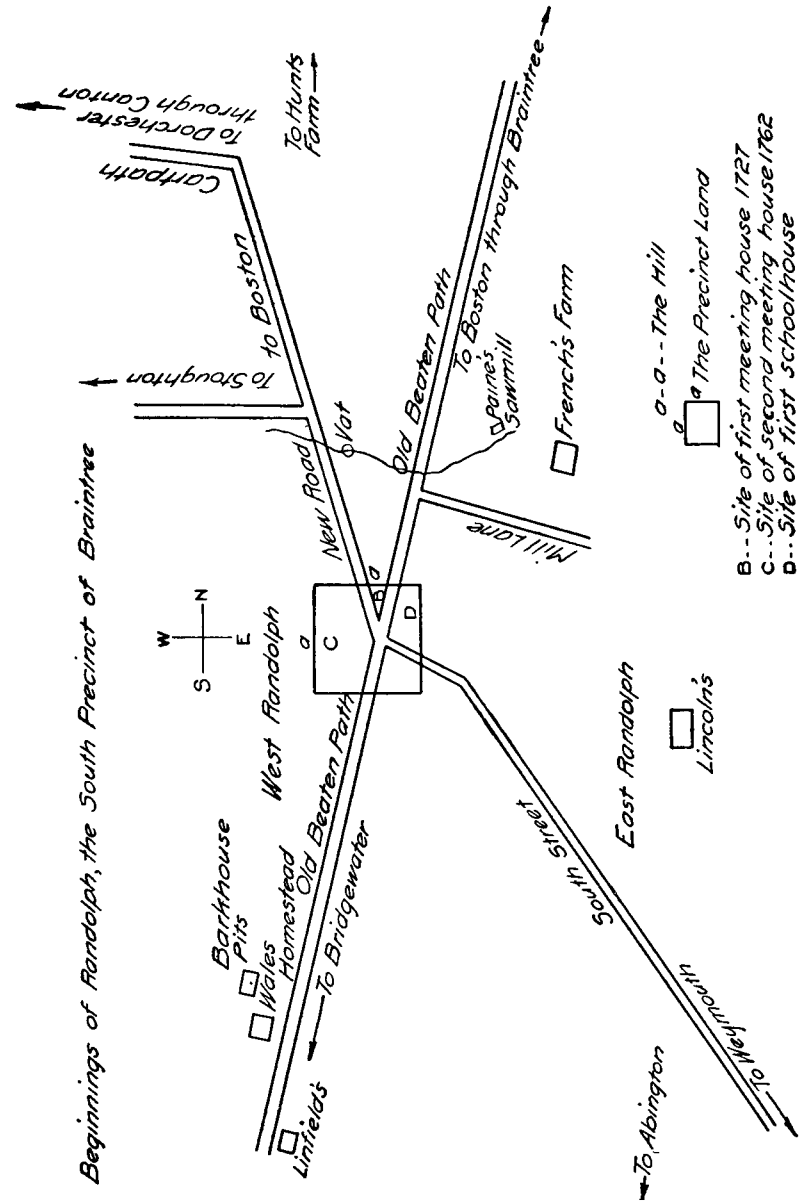 Beginnings of Randolph, the South Precinct of Braintree
W
S
N
E
To Dorchester
through Canton
Cartpath
To Hunts
Farm
to Boston
To Stoughton
New Road
Vat
Old Beaten Path
To Boston through Braintree
Paines
Sawmill
French's Farm
Mill Lane
a
C
B
a
D
West Randolph
Barkhouse
Pits
Wales
Homestead
Old Beaten Path
To Bridgewater
Linfield's
East Randolph
Lincoln's
South Street
To Weymouth
To Abington
a-a-- The Hill
a
a
The Precinct Land
B-- Site of first meeting house 1727
C-- Site of second meeting house 1762
D-- Site of first schoolhouse